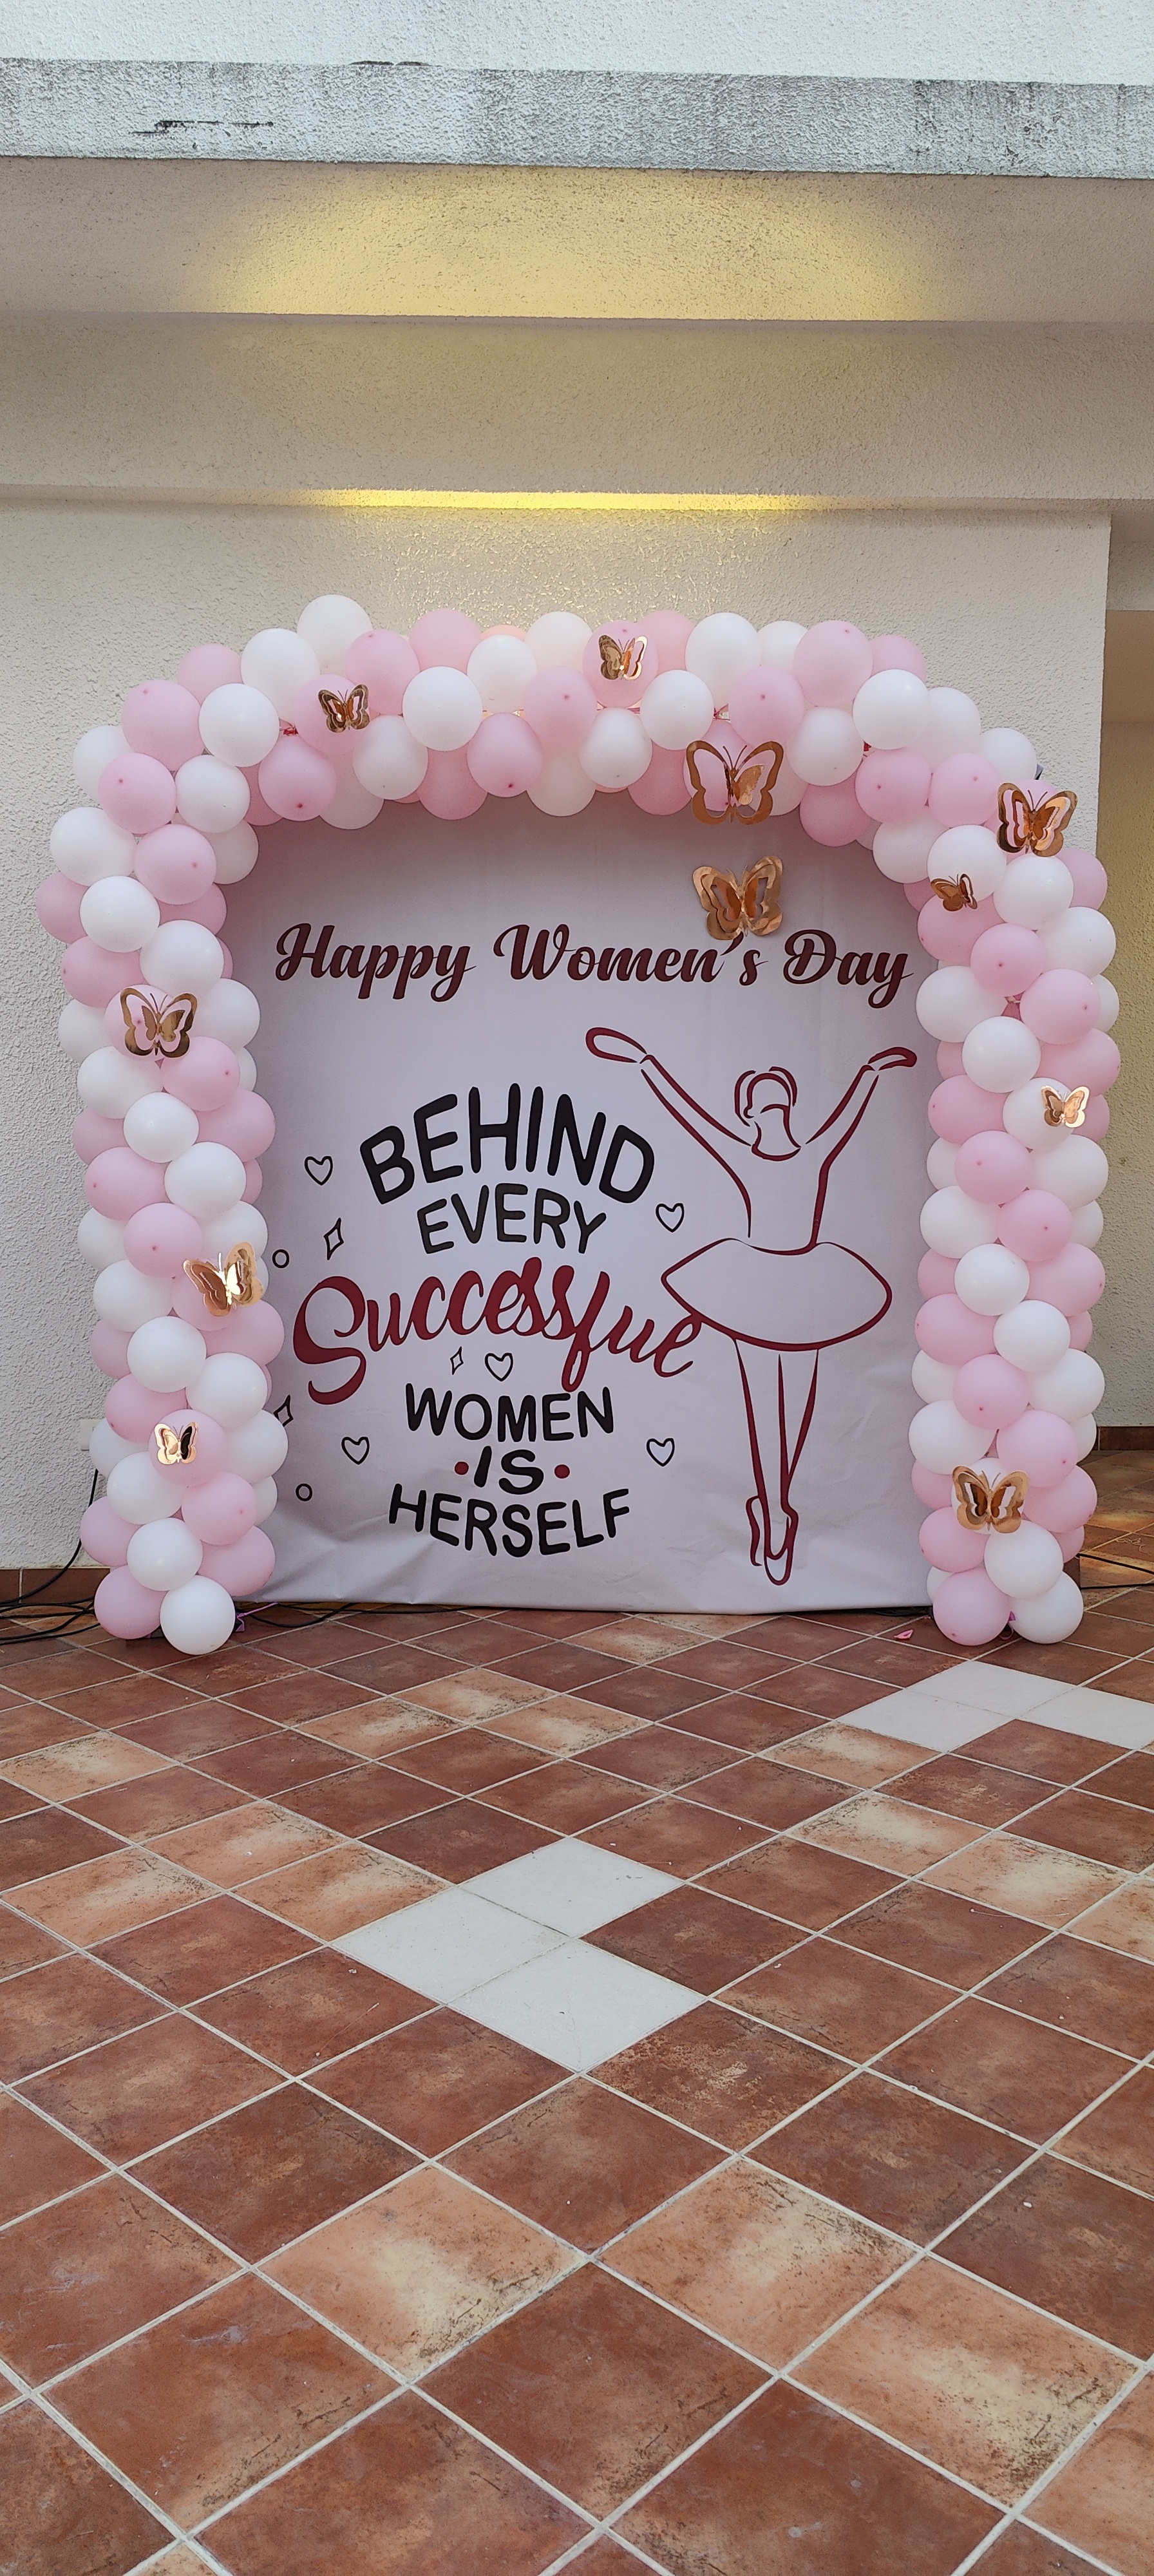 Happy Women's Day
BEHIND
EVERY
Successful
WOMEN
•IS•
HERSELF